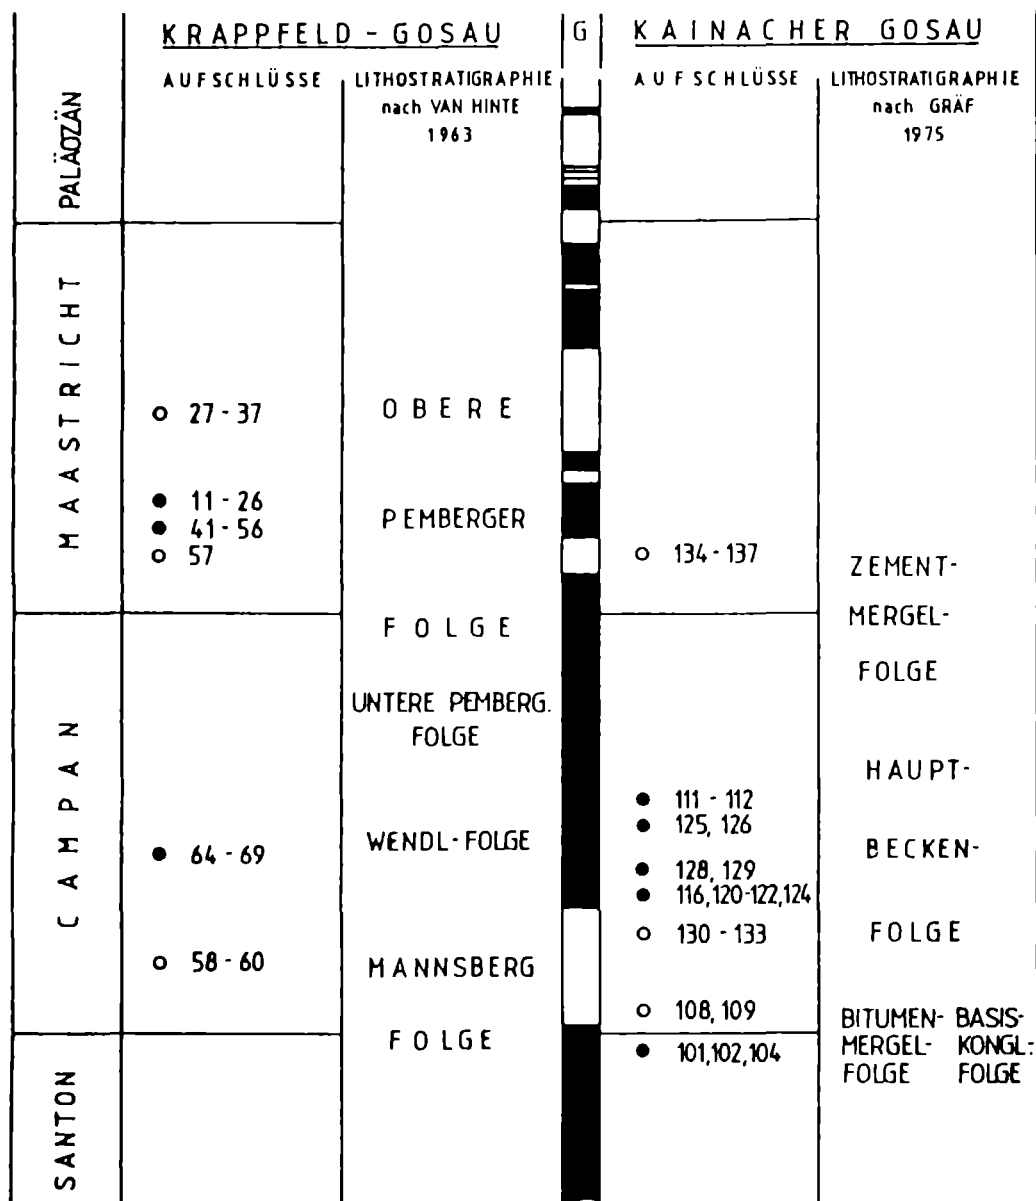 KRAPPFELD - GOSAU
G
KAINACHER GOSAU
AUFSCHLÜSSE
LITHOSTRATIGRAPHIE
nach VAN HINTE
1963
AUFSCHLÜSSE
LITHOSTRATIGRAPHIE
nach GRÄF
1975
PALÄOZÄN
MAASTRICHT
CAMPAN
SANTON
27 - 37
11 - 26
41 - 56
57
64 - 69
58 - 60
OBERE
PEMBERGER
FOLGE
UNTERE PEMBERG.
FOLGE
WENDL-FOLGE
MANNSBERG
FOLGE
134 - 137
111 - 112
125, 126
128, 129
116,120-122,124
130 - 133
108, 109
101,102,104
ZEMENT-
MERGEL-
FOLGE
HAUPT-
BECKEN-
FOLGE
BITUMEN-
MERGEL-
FOLGE
BASIS-
KONGL.-
FOLGE